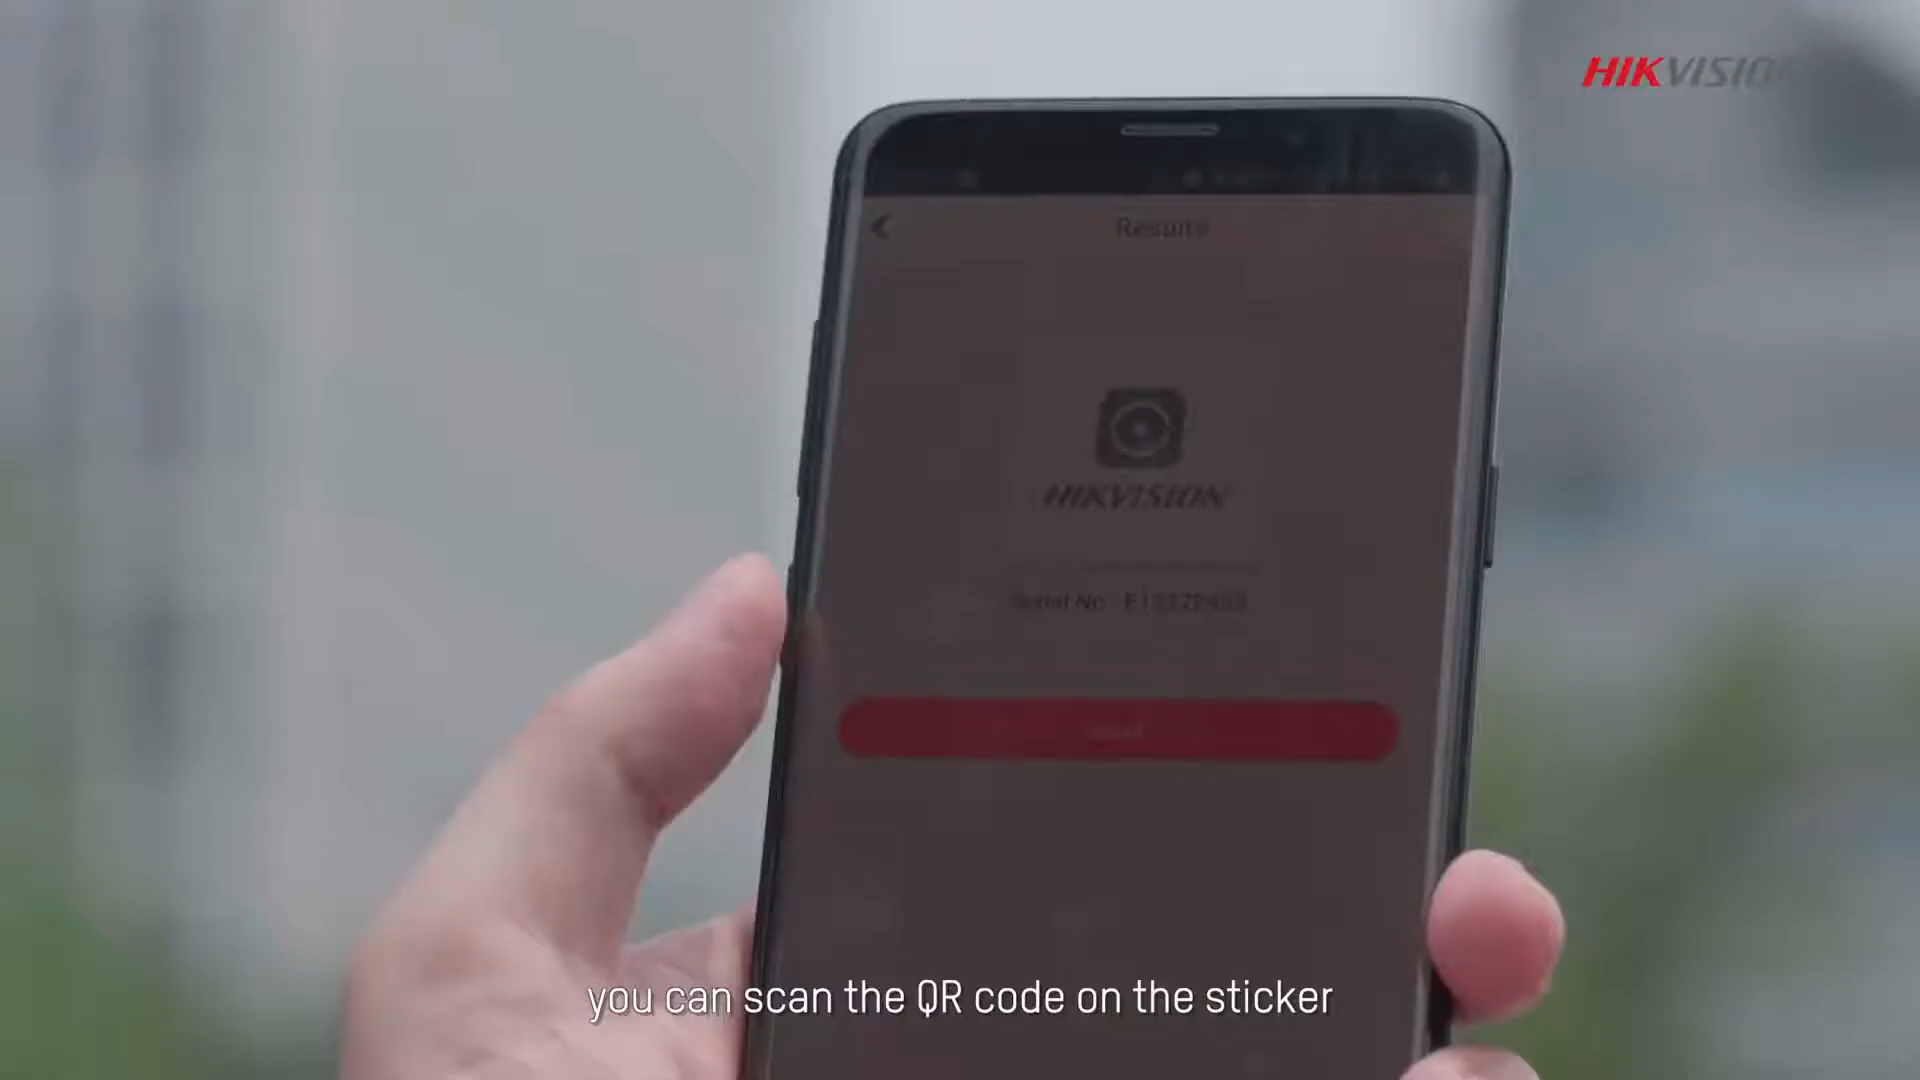 HIKVISION
Results
HIKVISION
Serial No
you can scan the QR code on the sticker